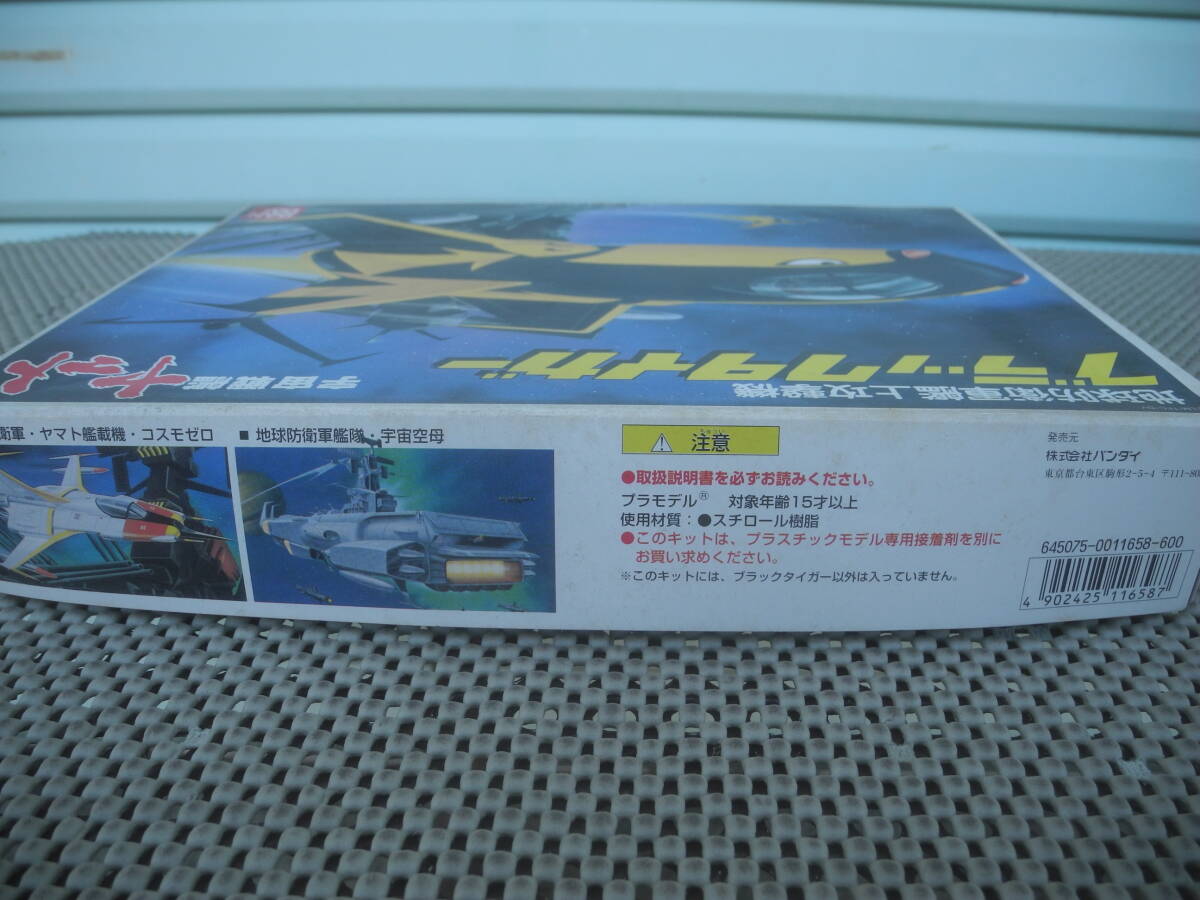 宇宙戦艦
ヤマト
地球防衛軍艦上攻撃機
ブラックタイガー
衛軍・ヤマト艦載機・コスモゼロ
■ 地球防衛軍艦隊・宇宙空母
注意
ちゅうい
●取扱説明書を必ずお読みください。
プラモデル® 対象年齢15才以上
使用材質：●スチロール樹脂
●このキットは、プラスチックモデル専用接着剤を別に
お買い求めください。
※このキットには、ブラックタイガー以外は入っていません。
発売元
株式会社バンダイ
東京都台東区駒形2-5-4 〒111-80
645075-0011658-600
4 902425 116587